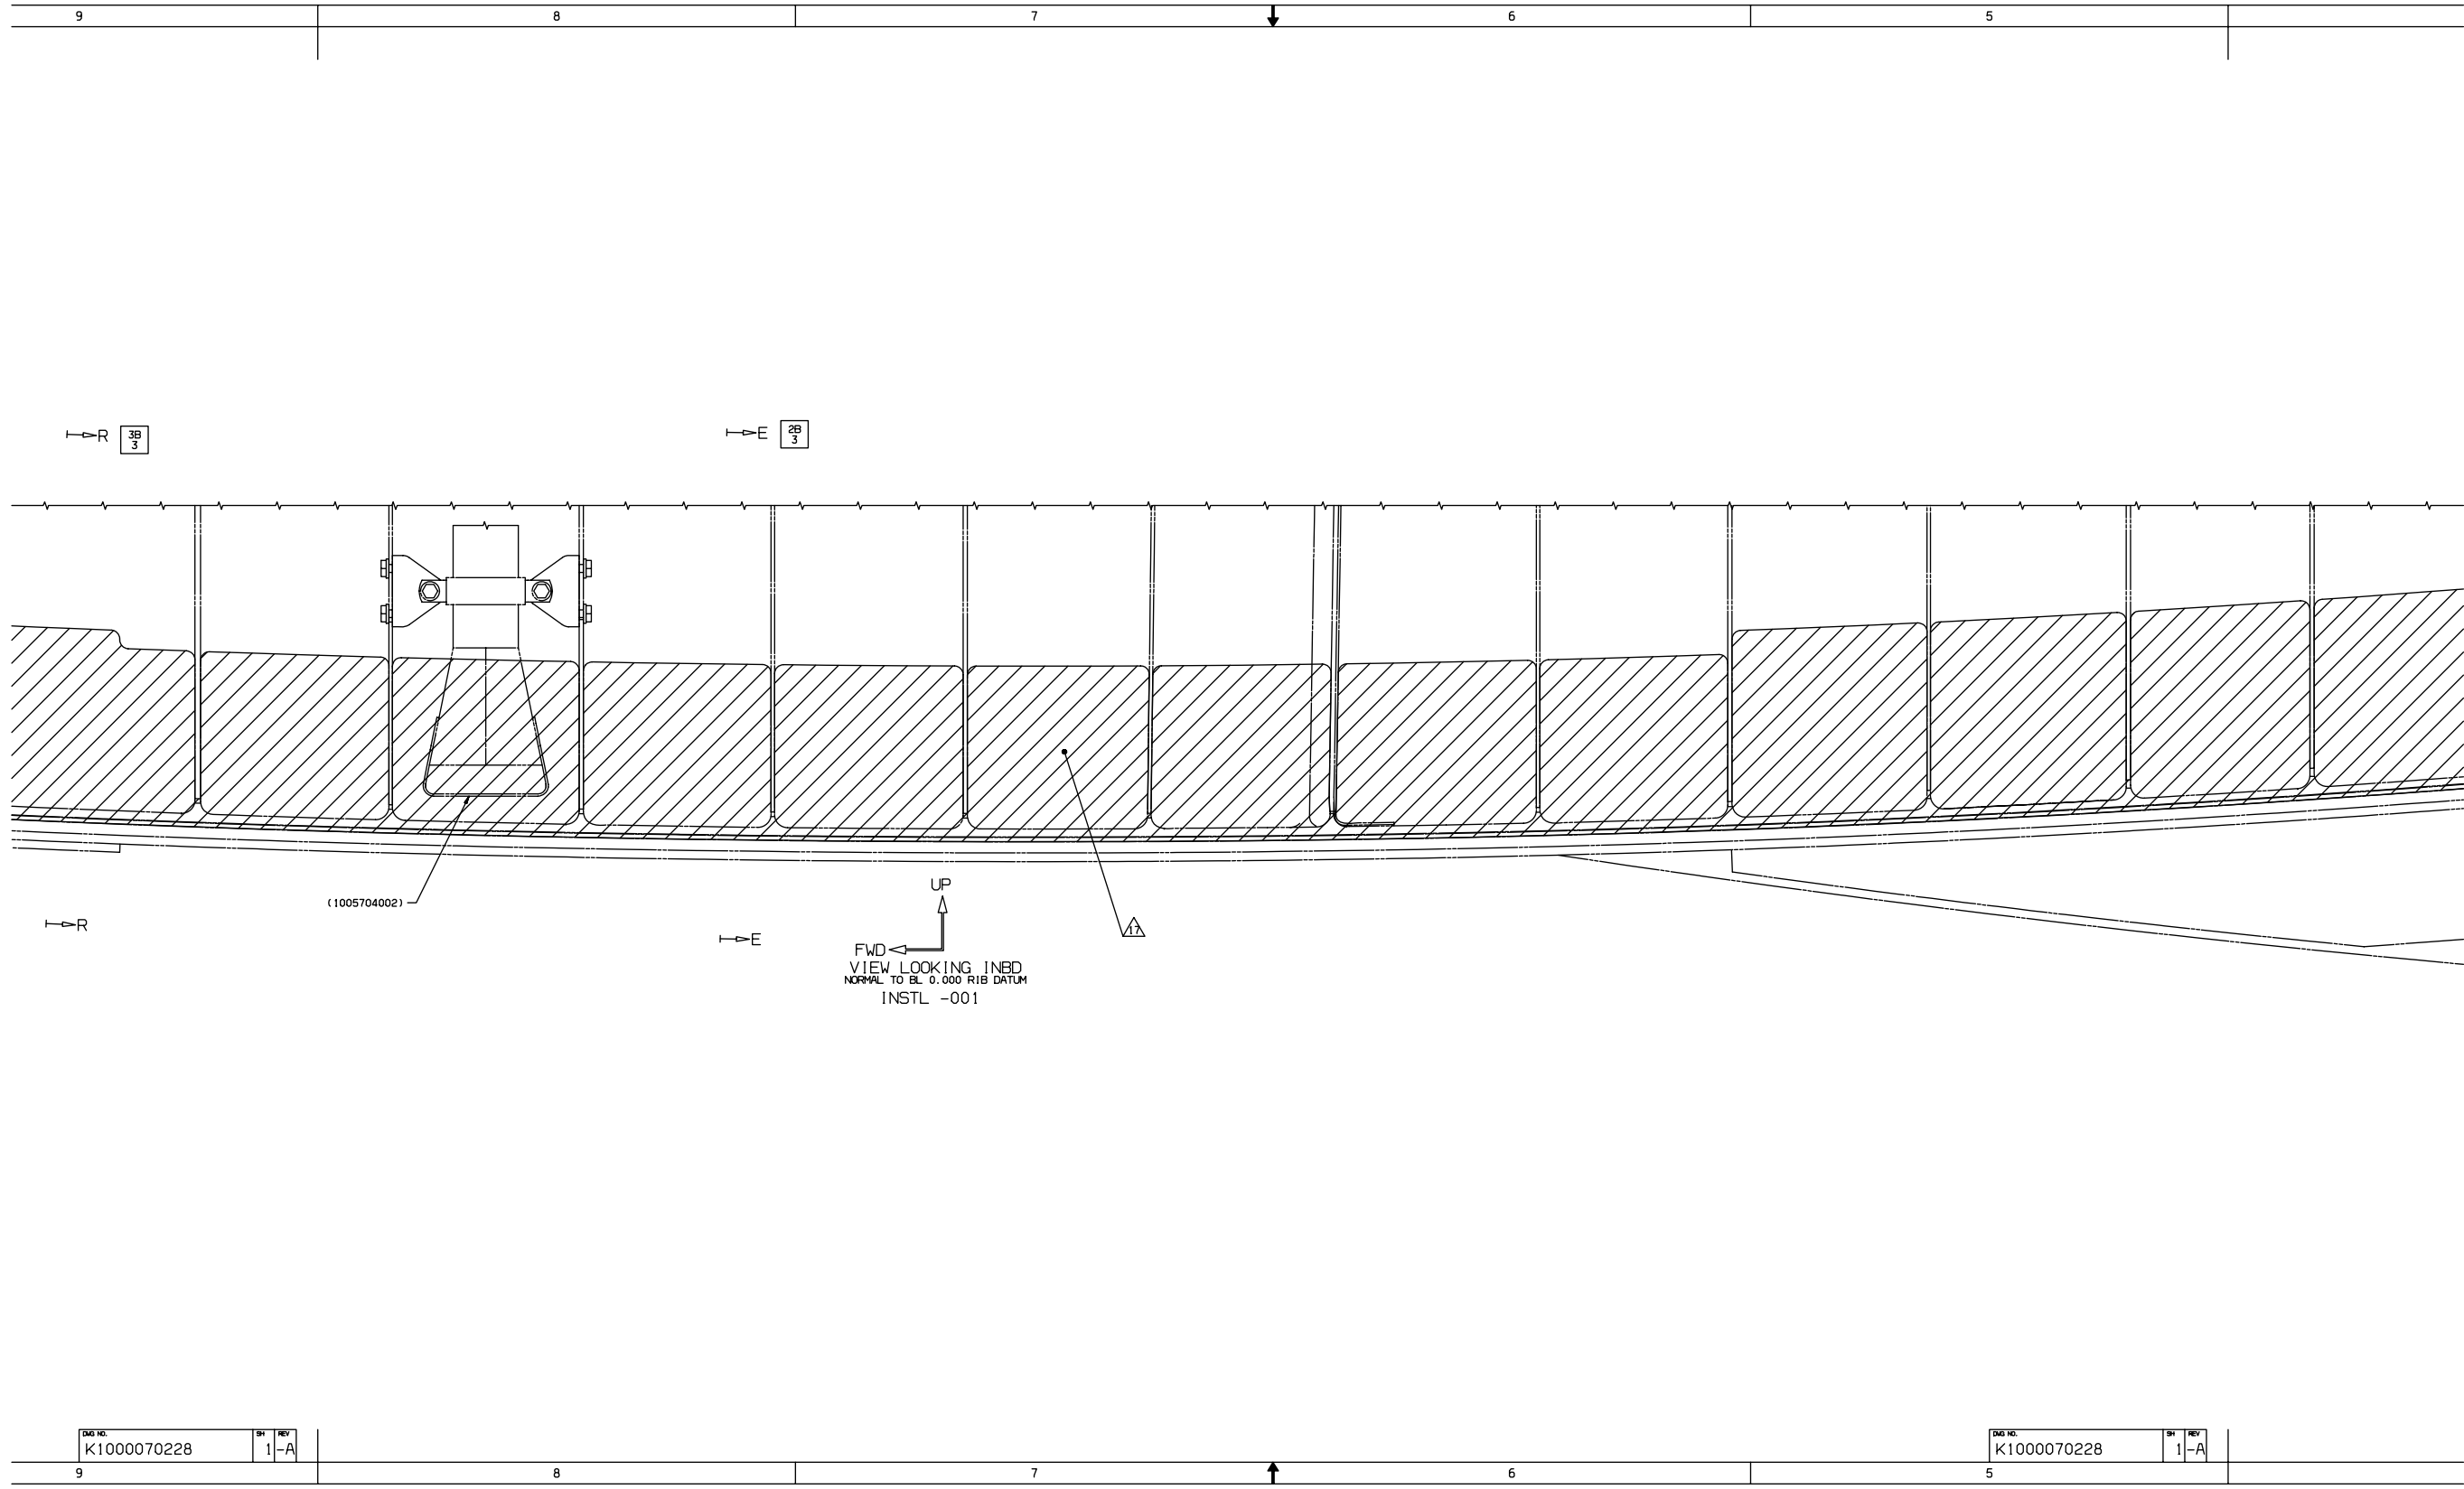 9 8 7 6 5
R 3B
3
E 2B
3
(1005704002)
R
E
UP
FWD
VIEW LOOKING INBD
NORMAL TO BL 0.000 RIB DATUM
INSTL -001
17
DWG NO. SH REV
K1000070228 1 -A
DWG NO. SH REV
K1000070228 1 -A
9 8 7 6 5